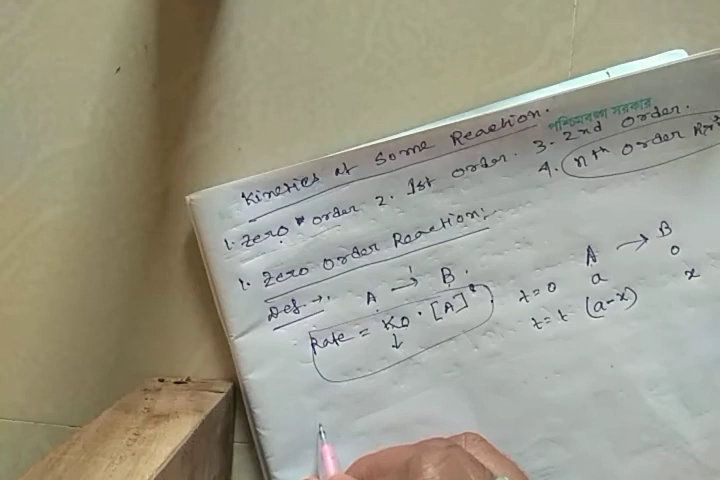 Kinetics of Some Reaction.
পশ্চিমবঙ্গ সরকার
1. Zero order 2. 1st order. 3. 2nd order.
4. nth order
1. Zero order Reaction:
Def →. A → B.
Rate = K0 · [A]0
↓
A → B
t=0 a 0
t=t (a-x) x